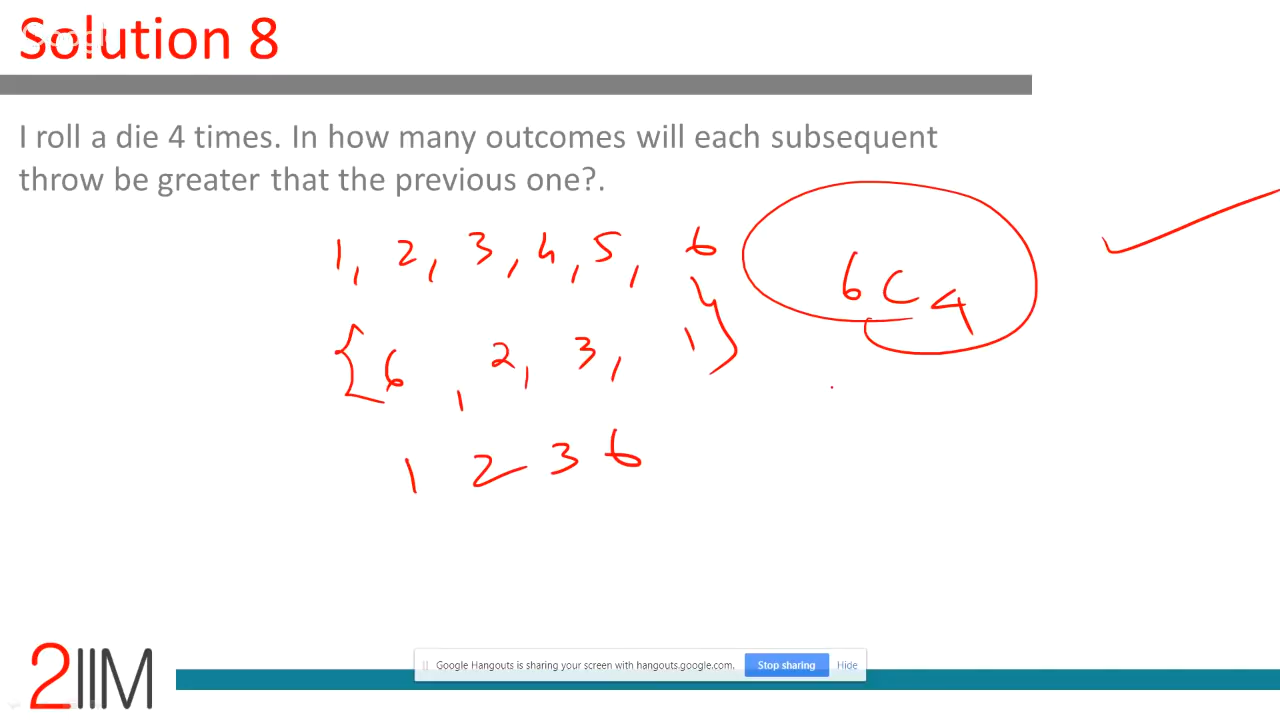 Solution 8
I roll a die 4 times. In how many outcomes will each subsequent
throw be greater that the previous one?.
1, 2, 3, 4, 5, 6
6C4
{6, 2, 3, 1}
1 2 3 6
2IIM
Google Hangouts is sharing your screen with hangouts.google.com. Stop sharing Hide